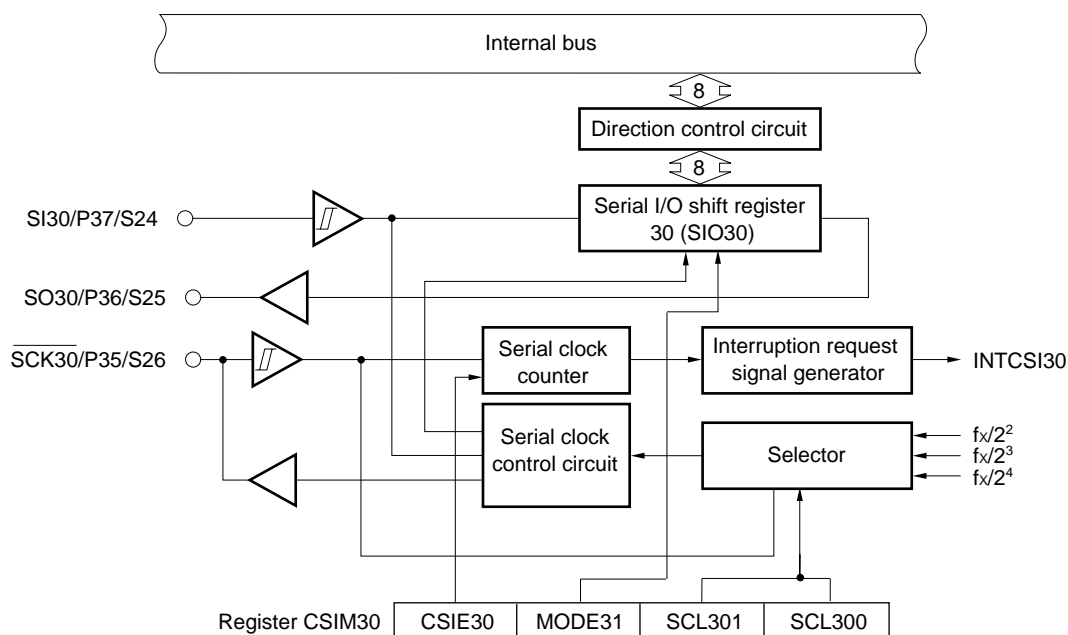 Internal bus
8
Direction control circuit
8
SI30/P37/S24
Serial I/O shift register
30 (SIO30)
SO30/P36/S25
SCK30/P35/S26
Serial clock
counter
Interruption request
signal generator
INTCSI30
Serial clock
control circuit
Selector
fX/2²
fX/2³
fX/2⁴
Register CSIM30
CSIE30
MODE31
SCL301
SCL300